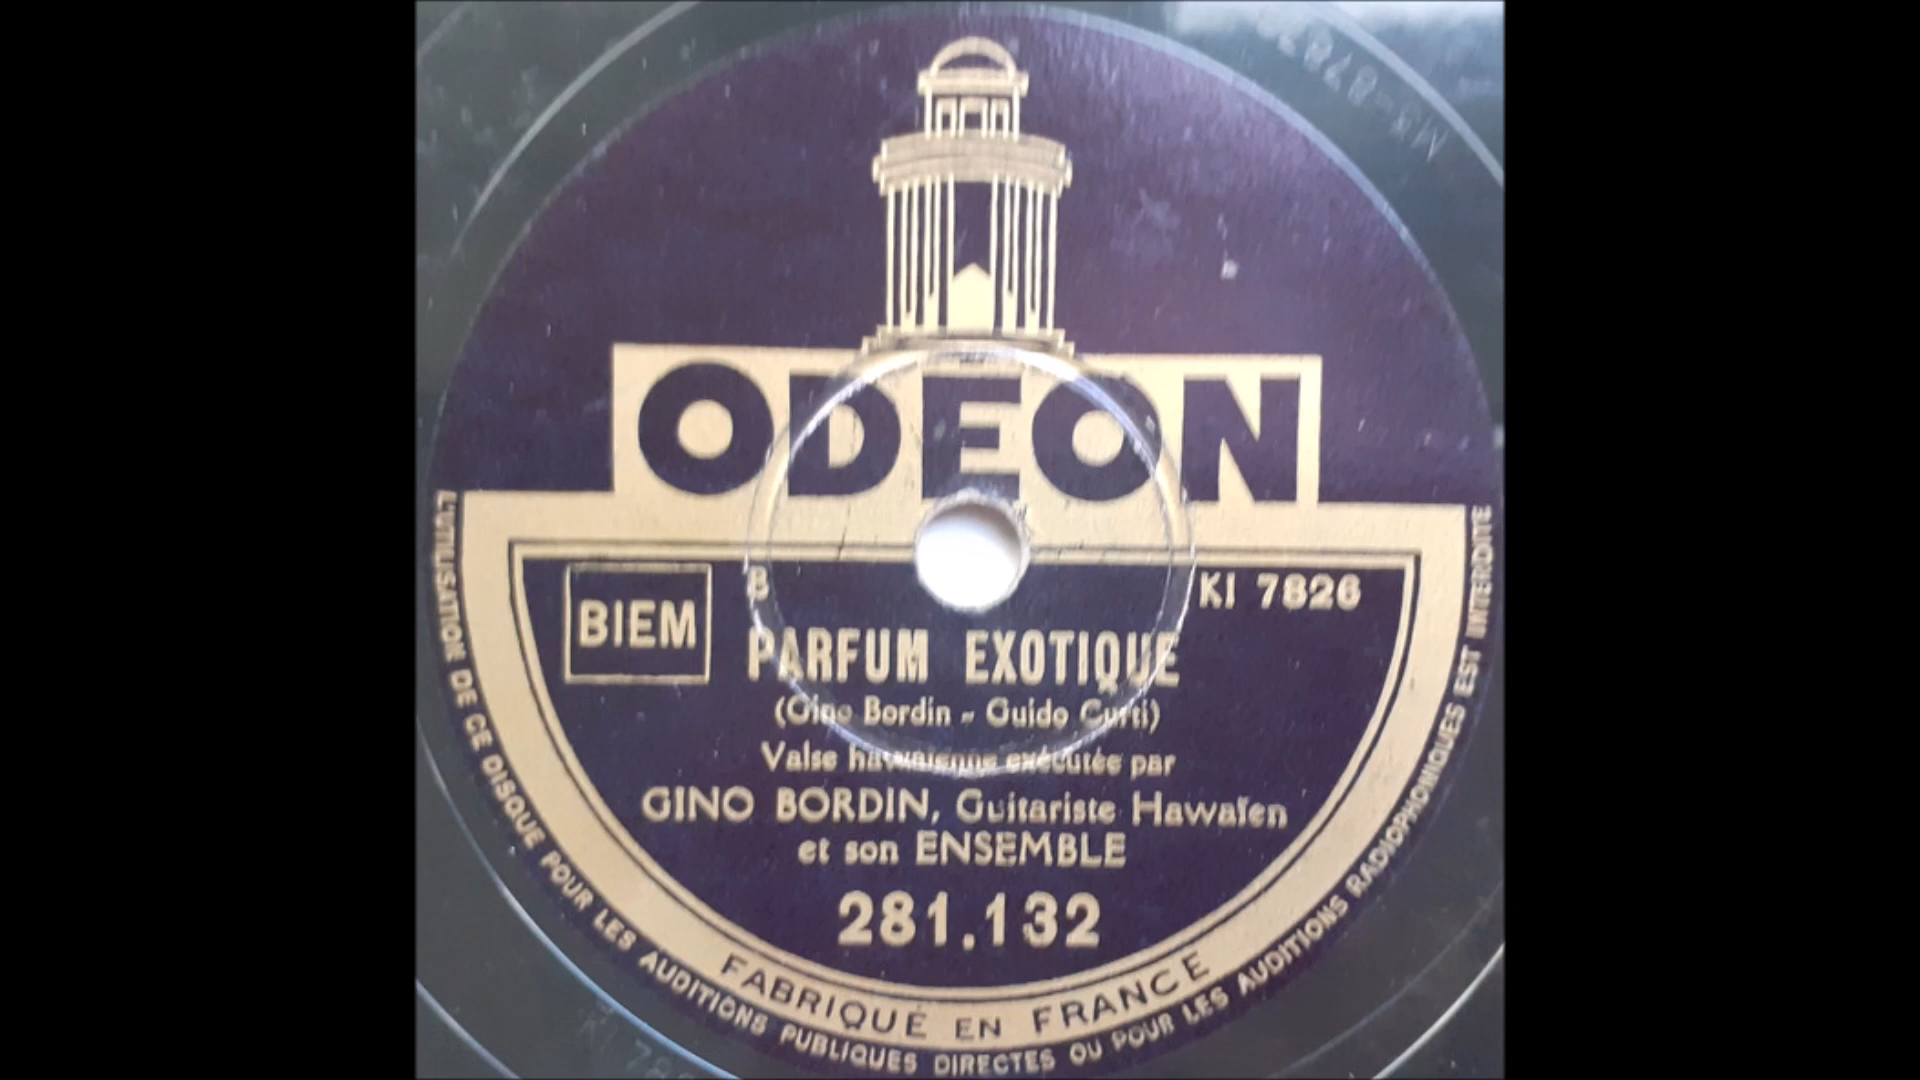 ODEON
BIEM
B
KI 7826
PARFUM EXOTIQUE
(Gino Bordin - Guido Curti)
Valse hawaïenne exécutée par
GINO BORDIN, Guitariste Hawaïen
et son ENSEMBLE
281.132
FABRIQUÉ EN FRANCE
L'UTILISATION DE CE DISQUE POUR LES AUDITIONS PUBLIQUES DIRECTES OU POUR LES AUDITIONS RADIOPHONIQUES EST INTERDITE